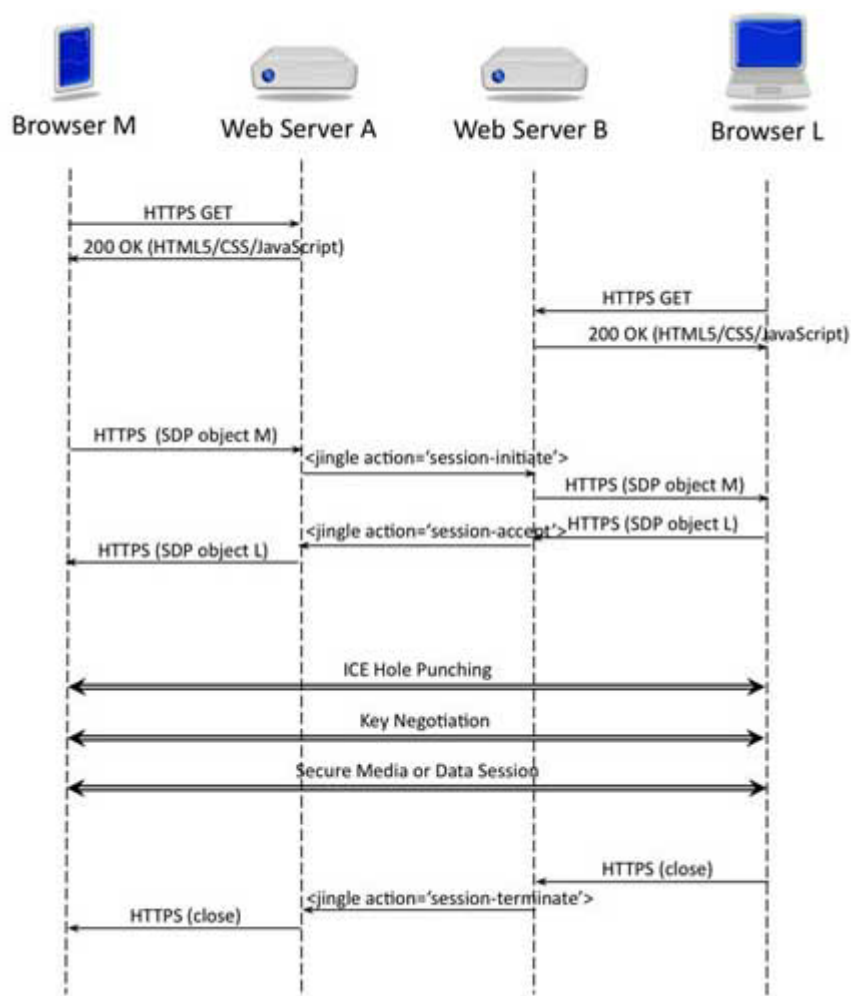 Browser M
Web Server A
Web Server B
Browser L
HTTPS GET
200 OK (HTML5/CSS/JavaScript)
HTTPS GET
200 OK (HTML5/CSS/JavaScript)
HTTPS  (SDP object M)
<jingle action=‘session-initiate’>
HTTPS (SDP object M)
HTTPS (SDP object L)
<jingle action=‘session-accept’>
HTTPS (SDP object L)
ICE Hole Punching
Key Negotiation
Secure Media or Data Session
HTTPS (close)
<jingle action=‘session-terminate’>
HTTPS (close)